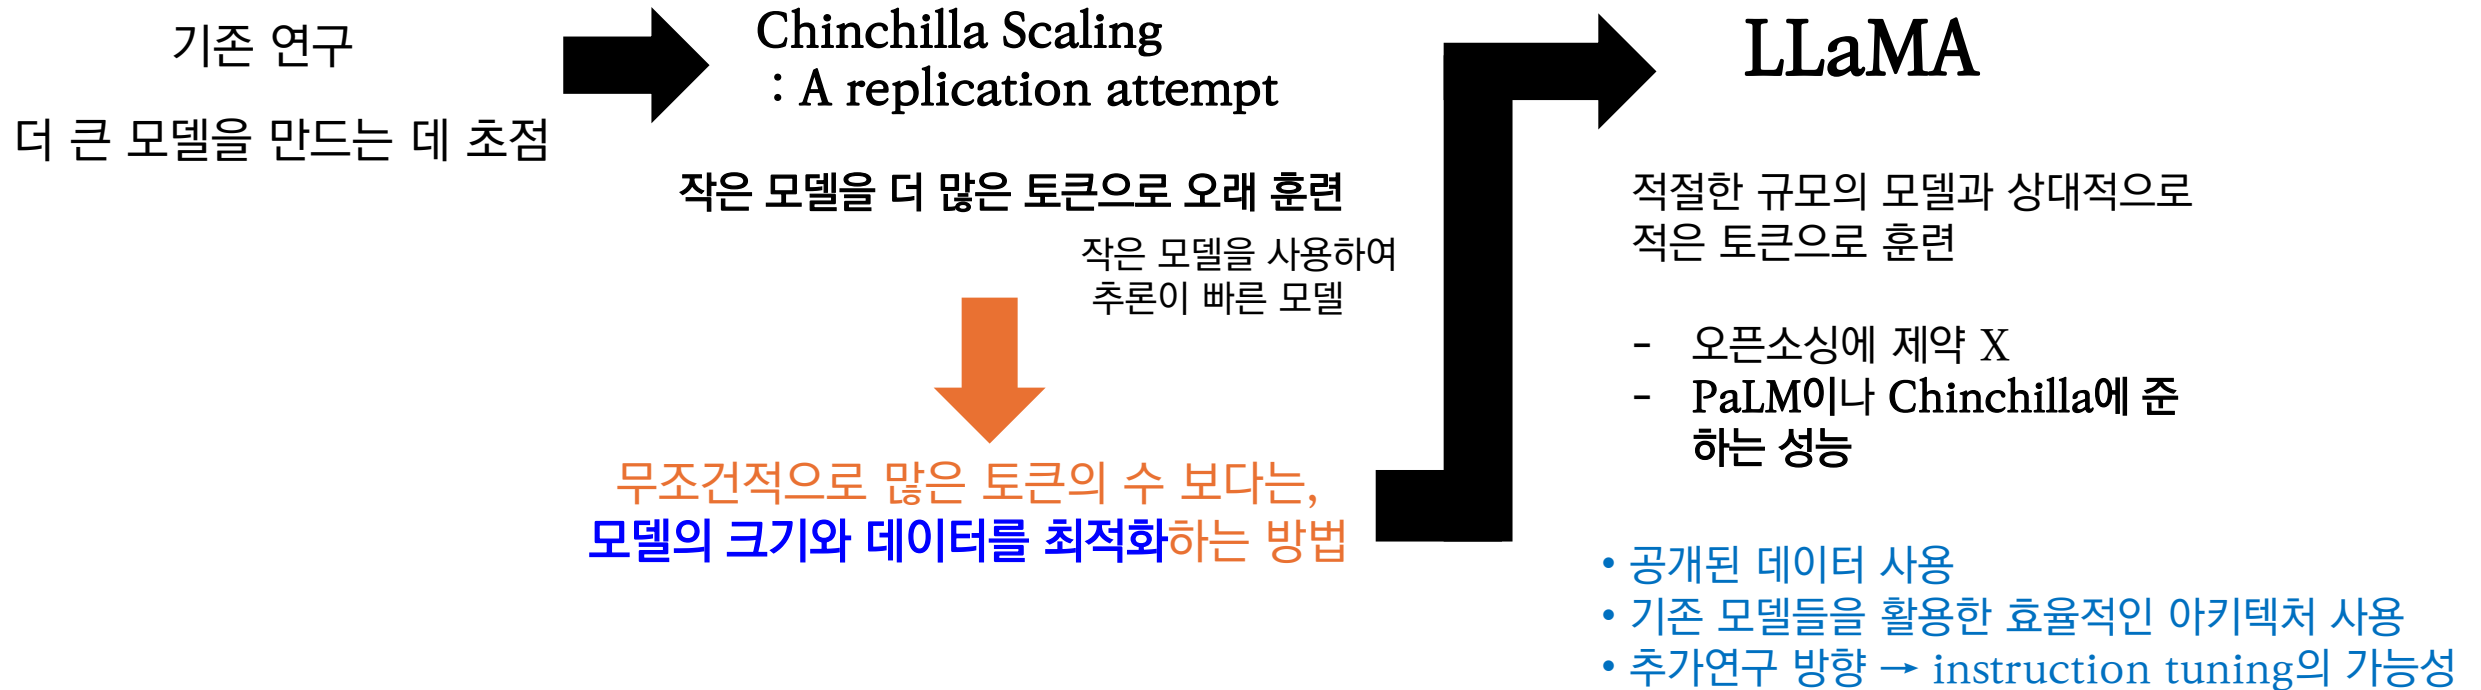 기존 연구
더 큰 모델을 만드는 데 초점
Chinchilla Scaling
: A replication attempt
작은 모델을 더 많은 토큰으로 오래 훈련
작은 모델을 사용하여
추론이 빠른 모델
무조건적으로 많은 토큰의 수 보다는,
모델의 크기와 데이터를 최적화하는 방법
LLaMA
적절한 규모의 모델과 상대적으로
적은 토큰으로 훈련
- 오픈소싱에 제약 X
- PaLM이나 Chinchilla에 준
하는 성능
• 공개된 데이터 사용
• 기존 모델들을 활용한 효율적인 아키텍처 사용
• 추가연구 방향 → instruction tuning의 가능성